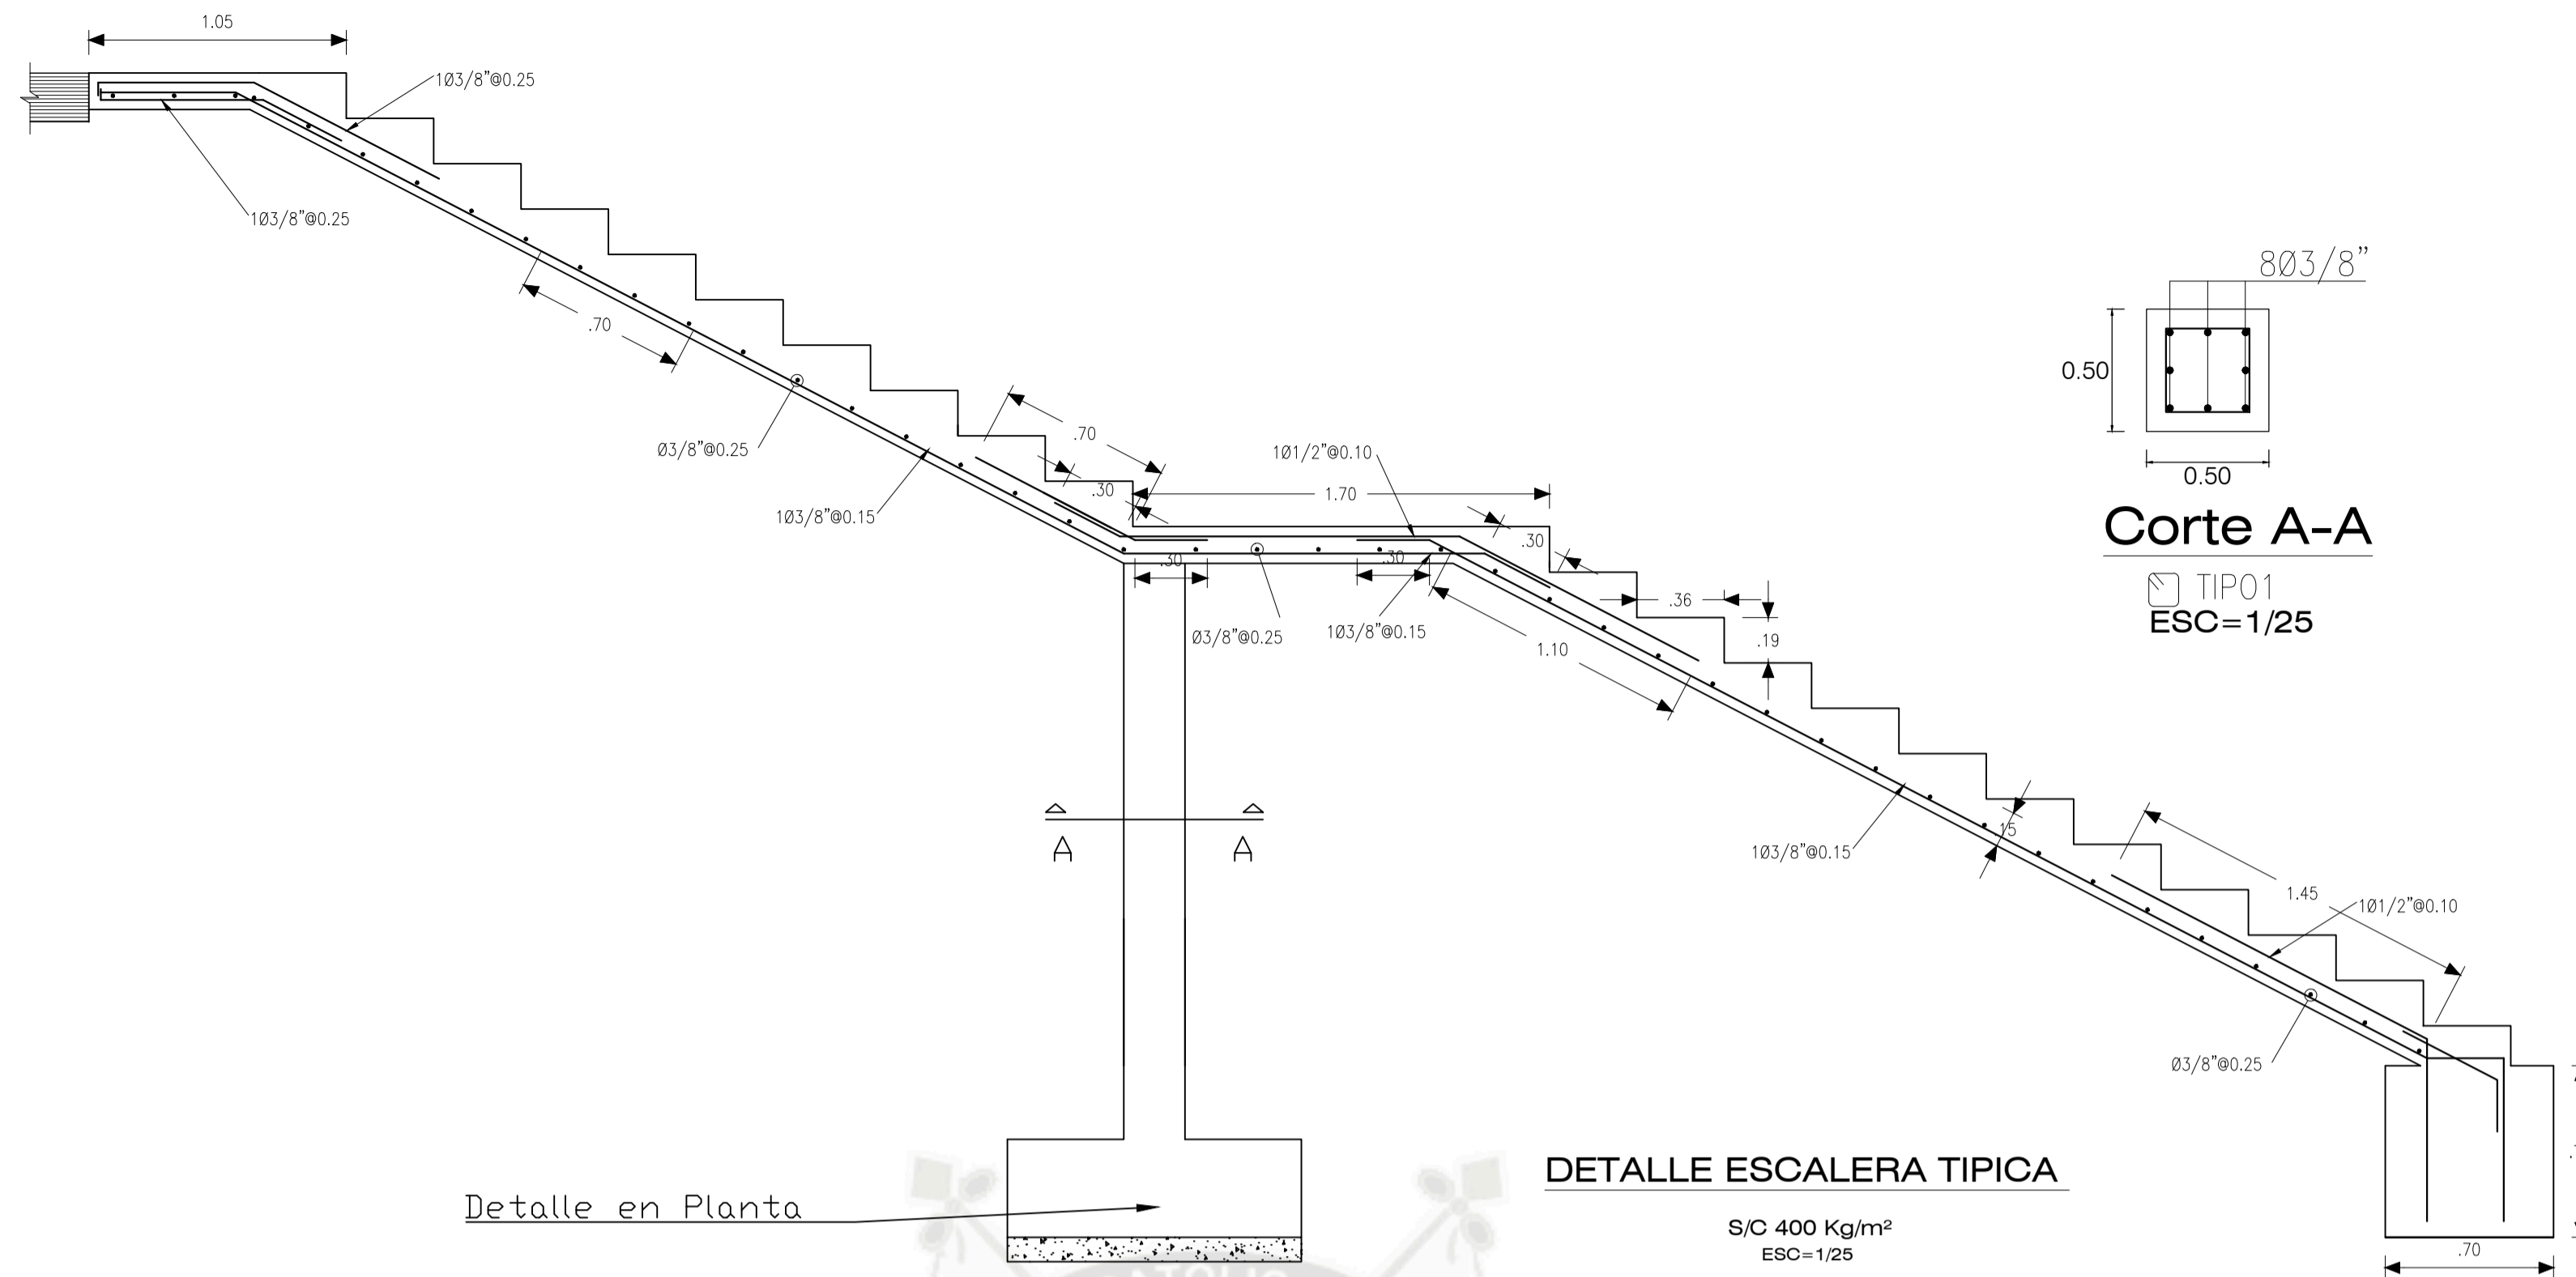 1.05
1Ø3/8"@0.25
1Ø3/8"@0.25
.70
Ø3/8"@0.25
1Ø3/8"@0.15
.70
.30
1Ø1/2"@0.10
1.70
.30
.30
.30
Ø3/8"@0.25
1Ø3/8"@0.15
1.10
.36
.19
8Ø3/8"
0.50
0.50
Corte A-A
TIPO1
ESC=1/25
A
A
1Ø3/8"@0.15
.15
1.45
1Ø1/2"@0.10
Ø3/8"@0.25
.70
Detalle en Planta
DETALLE ESCALERA TIPICA
S/C 400 Kg/m²
ESC=1/25